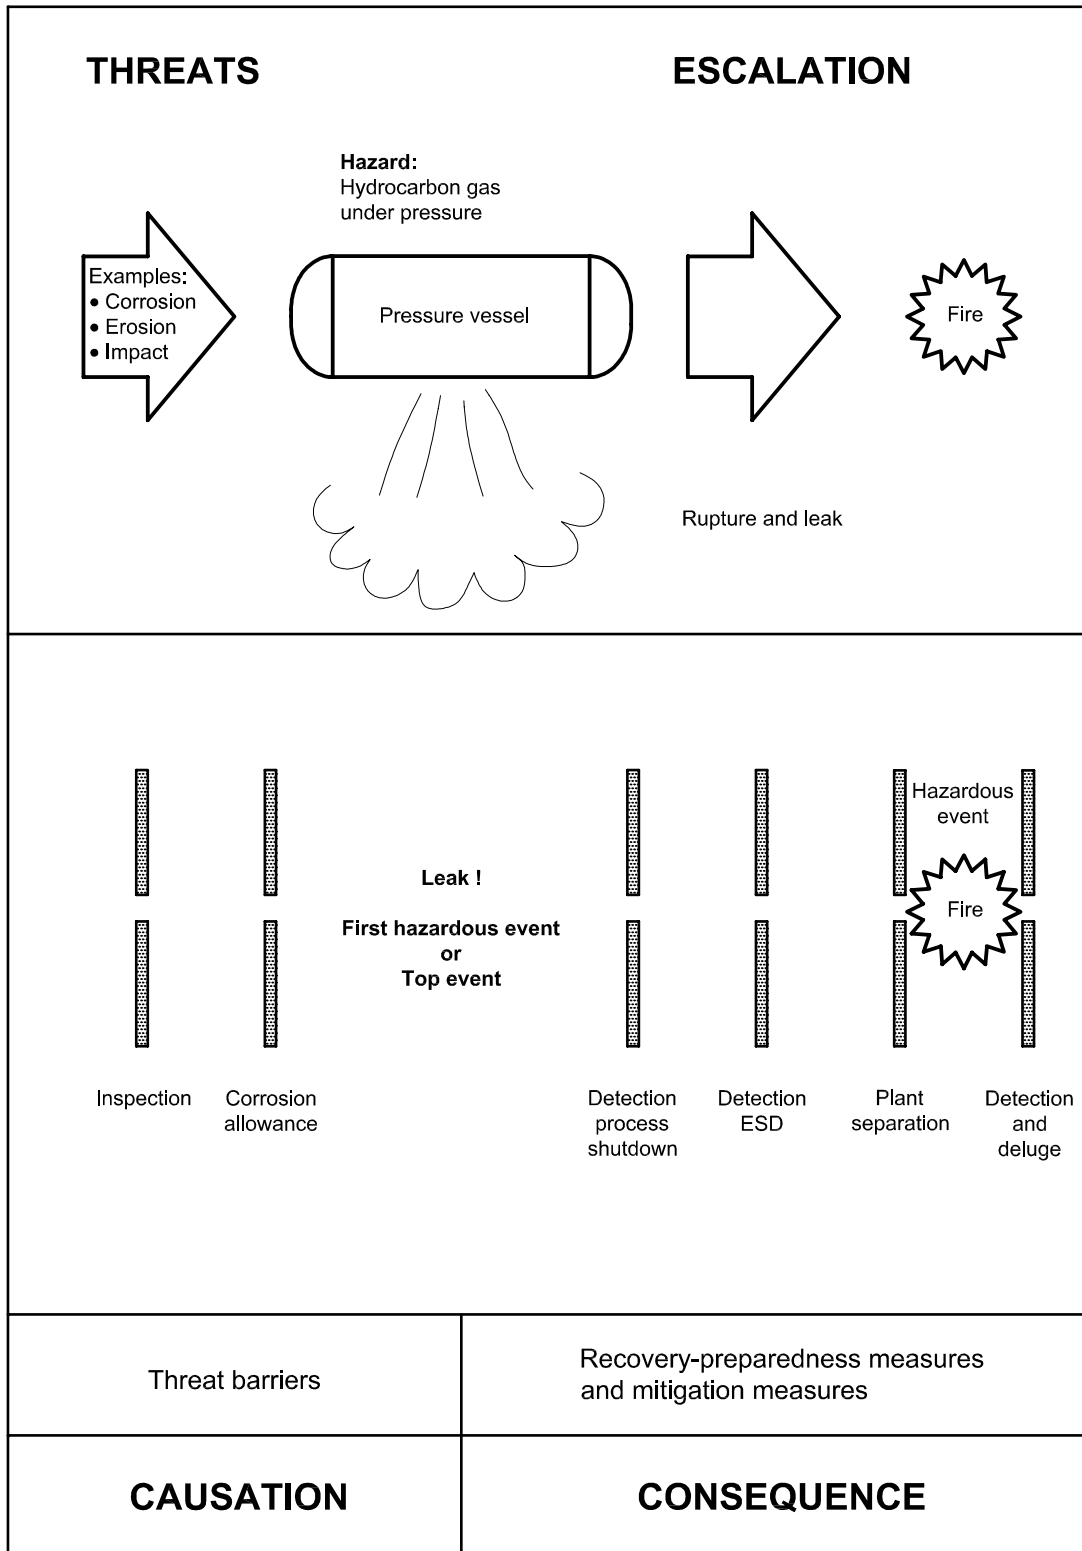 THREATS
ESCALATION
Hazard:
Hydrocarbon gas
under pressure
Examples:
• Corrosion
• Erosion
• Impact
Pressure vessel
Fire
Rupture and leak
Hazardous
event
Fire
Leak !
First hazardous event
or
Top event
Inspection
Corrosion
allowance
Detection
process
shutdown
Detection
ESD
Plant
separation
Detection
and
deluge
Threat barriers
Recovery-preparedness measures
and mitigation measures
CAUSATION
CONSEQUENCE